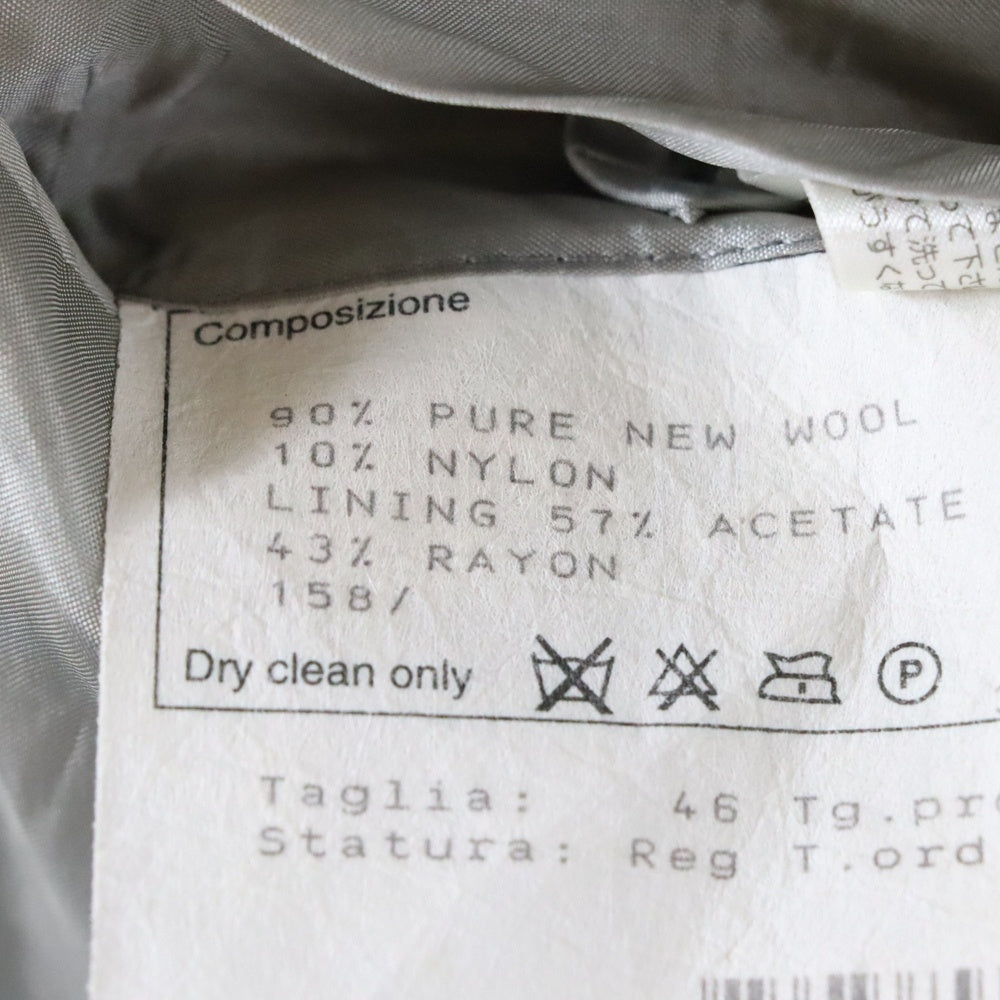 Composizione
90% PURE NEW WOOL
10% NYLON
LINING 57% ACETATE
43% RAYON
158/
Dry clean only
P
Taglia: 46 Tg.pr
Statura: Reg T.ord